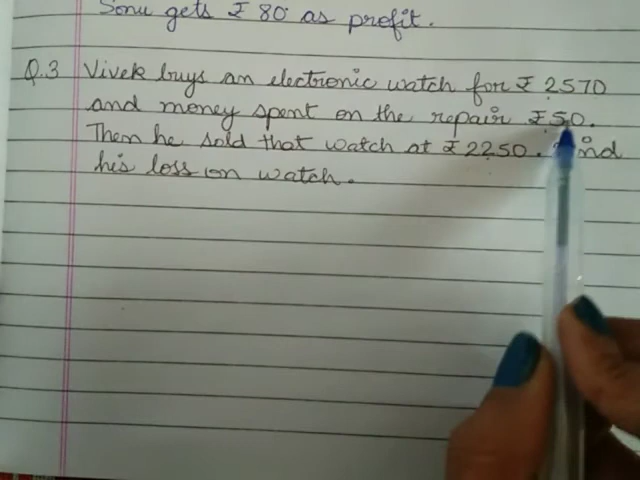 Sonu gets ₹ 80 as profit.
Q.3 Vivek buys an electronic watch for ₹ 2570
and money spent on the repair ₹ 50.
Then he sold that watch at ₹ 2250. Find
his loss on watch.